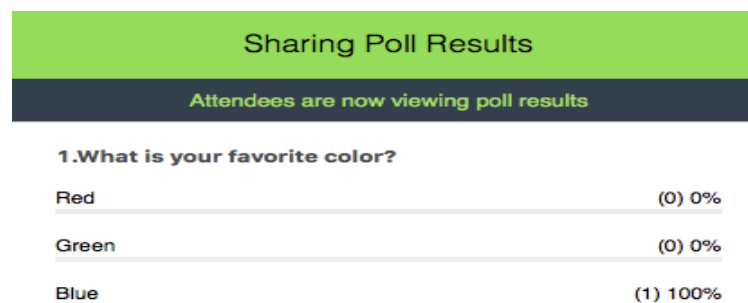 Sharing Poll Results
Attendees are now viewing poll results
1.What is your favorite color?
Red (0) 0%
Green (0) 0%
Blue (1) 100%